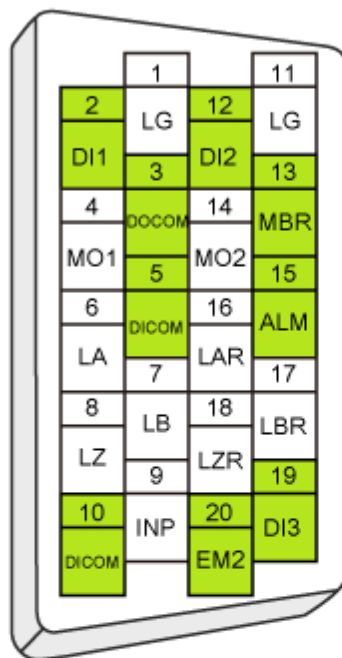 1 11
2 LG 12 LG
DI1 3 DI2 13
4 DOCOM 14 MBR
MO1 5 MO2 15
6 DICOM 16 ALM
LA 7 LAR 17
8 LB 18 LBR
LZ 9 LZR 19
10 INP 20 DI3
DICOM EM2